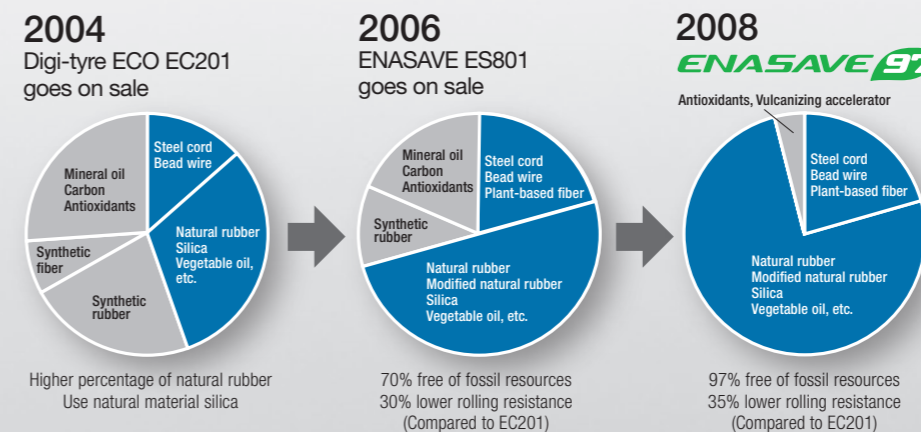 2004
Digi-tyre ECO EC201
goes on sale
Mineral oil
Carbon
Antioxidants
Steel cord
Bead wire
Synthetic
fiber
Natural rubber
Silica
Vegetable oil,
etc.
Synthetic
rubber
Higher percentage of natural rubber
Use natural material silica
2006
ENASAVE ES801
goes on sale
Mineral oil
Carbon
Antioxidants
Steel cord
Bead wire
Plant-based fiber
Synthetic
rubber
Natural rubber
Modified natural rubber
Silica
Vegetable oil, etc.
70% free of fossil resources
30% lower rolling resistance
(Compared to EC201)
2008
ENASAVE 97
Antioxidants, Vulcanizing accelerator
Steel cord
Bead wire
Plant-based fiber
Natural rubber
Modified natural rubber
Silica
Vegetable oil, etc.
97% free of fossil resources
35% lower rolling resistance
(Compared to EC201)